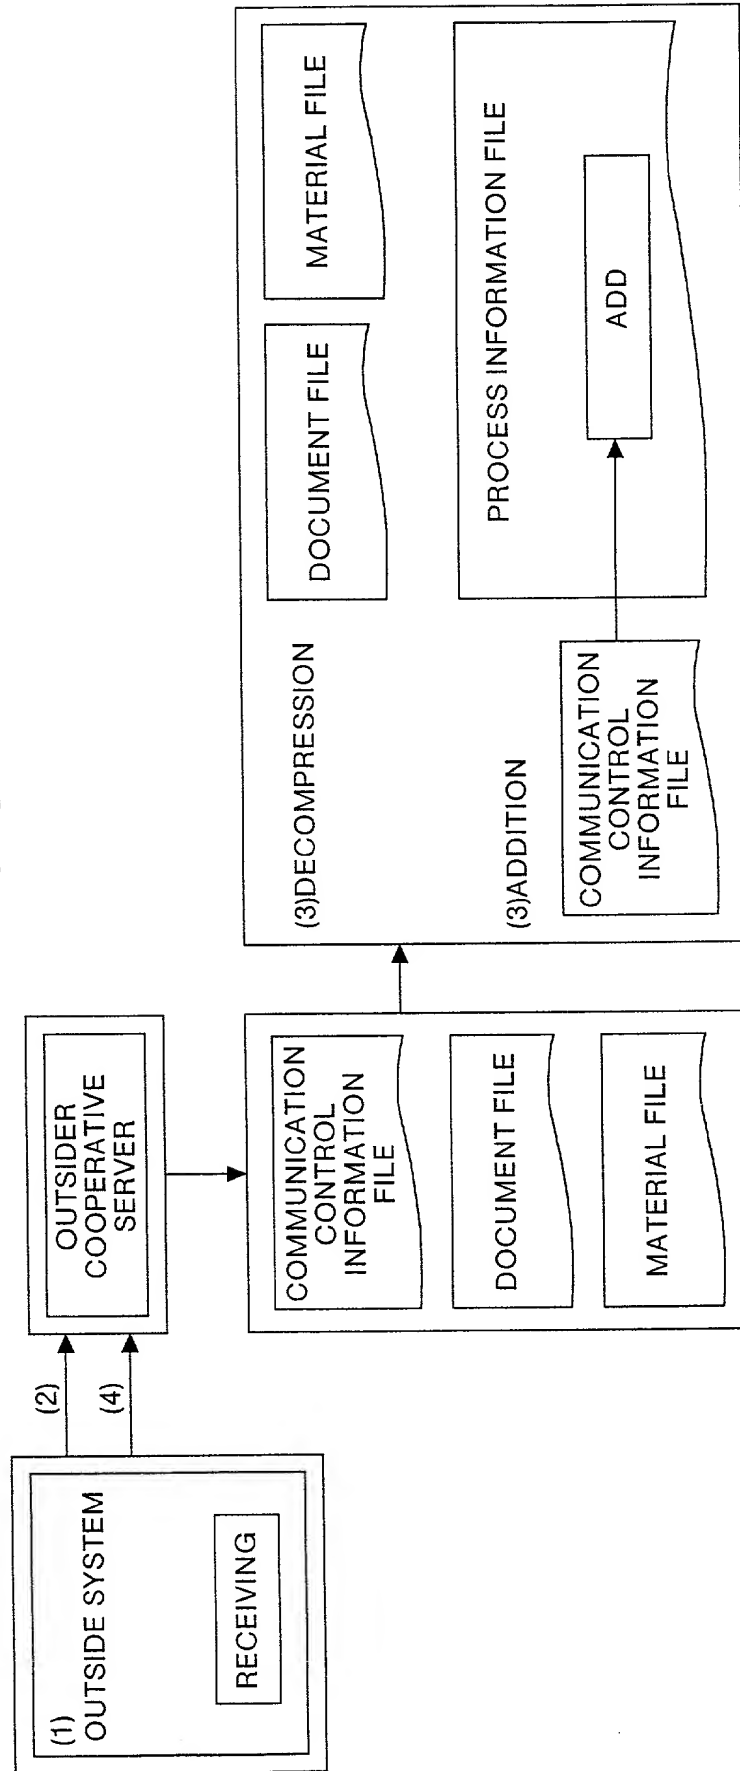 (1)
OUTSIDE SYSTEM
RECEIVING
(2)
(4)
OUTSIDER
COOPERATIVE
SERVER
COMMUNICATION
CONTROL
INFORMATION
FILE
DOCUMENT FILE
MATERIAL FILE
(3)DECOMPRESSION
DOCUMENT FILE
MATERIAL FILE
(3)ADDITION
COMMUNICATION
CONTROL
INFORMATION
FILE
PROCESS INFORMATION FILE
ADD